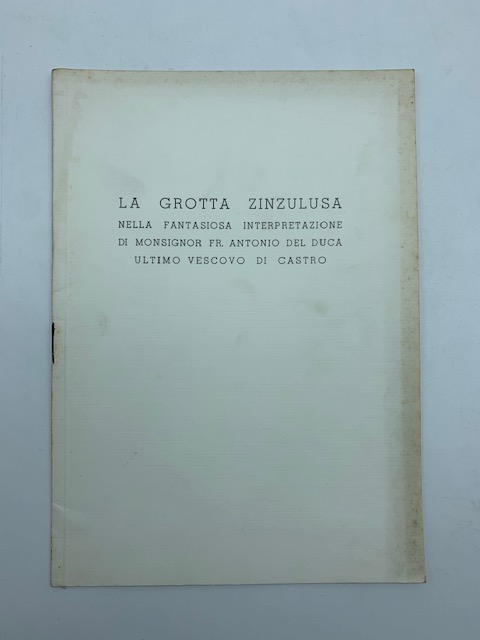 LA GROTTA ZINZULUSA
NELLA FANTASIOSA INTERPRETAZIONE
DI MONSIGNOR FR. ANTONIO DEL DUCA
ULTIMO VESCOVO DI CASTRO